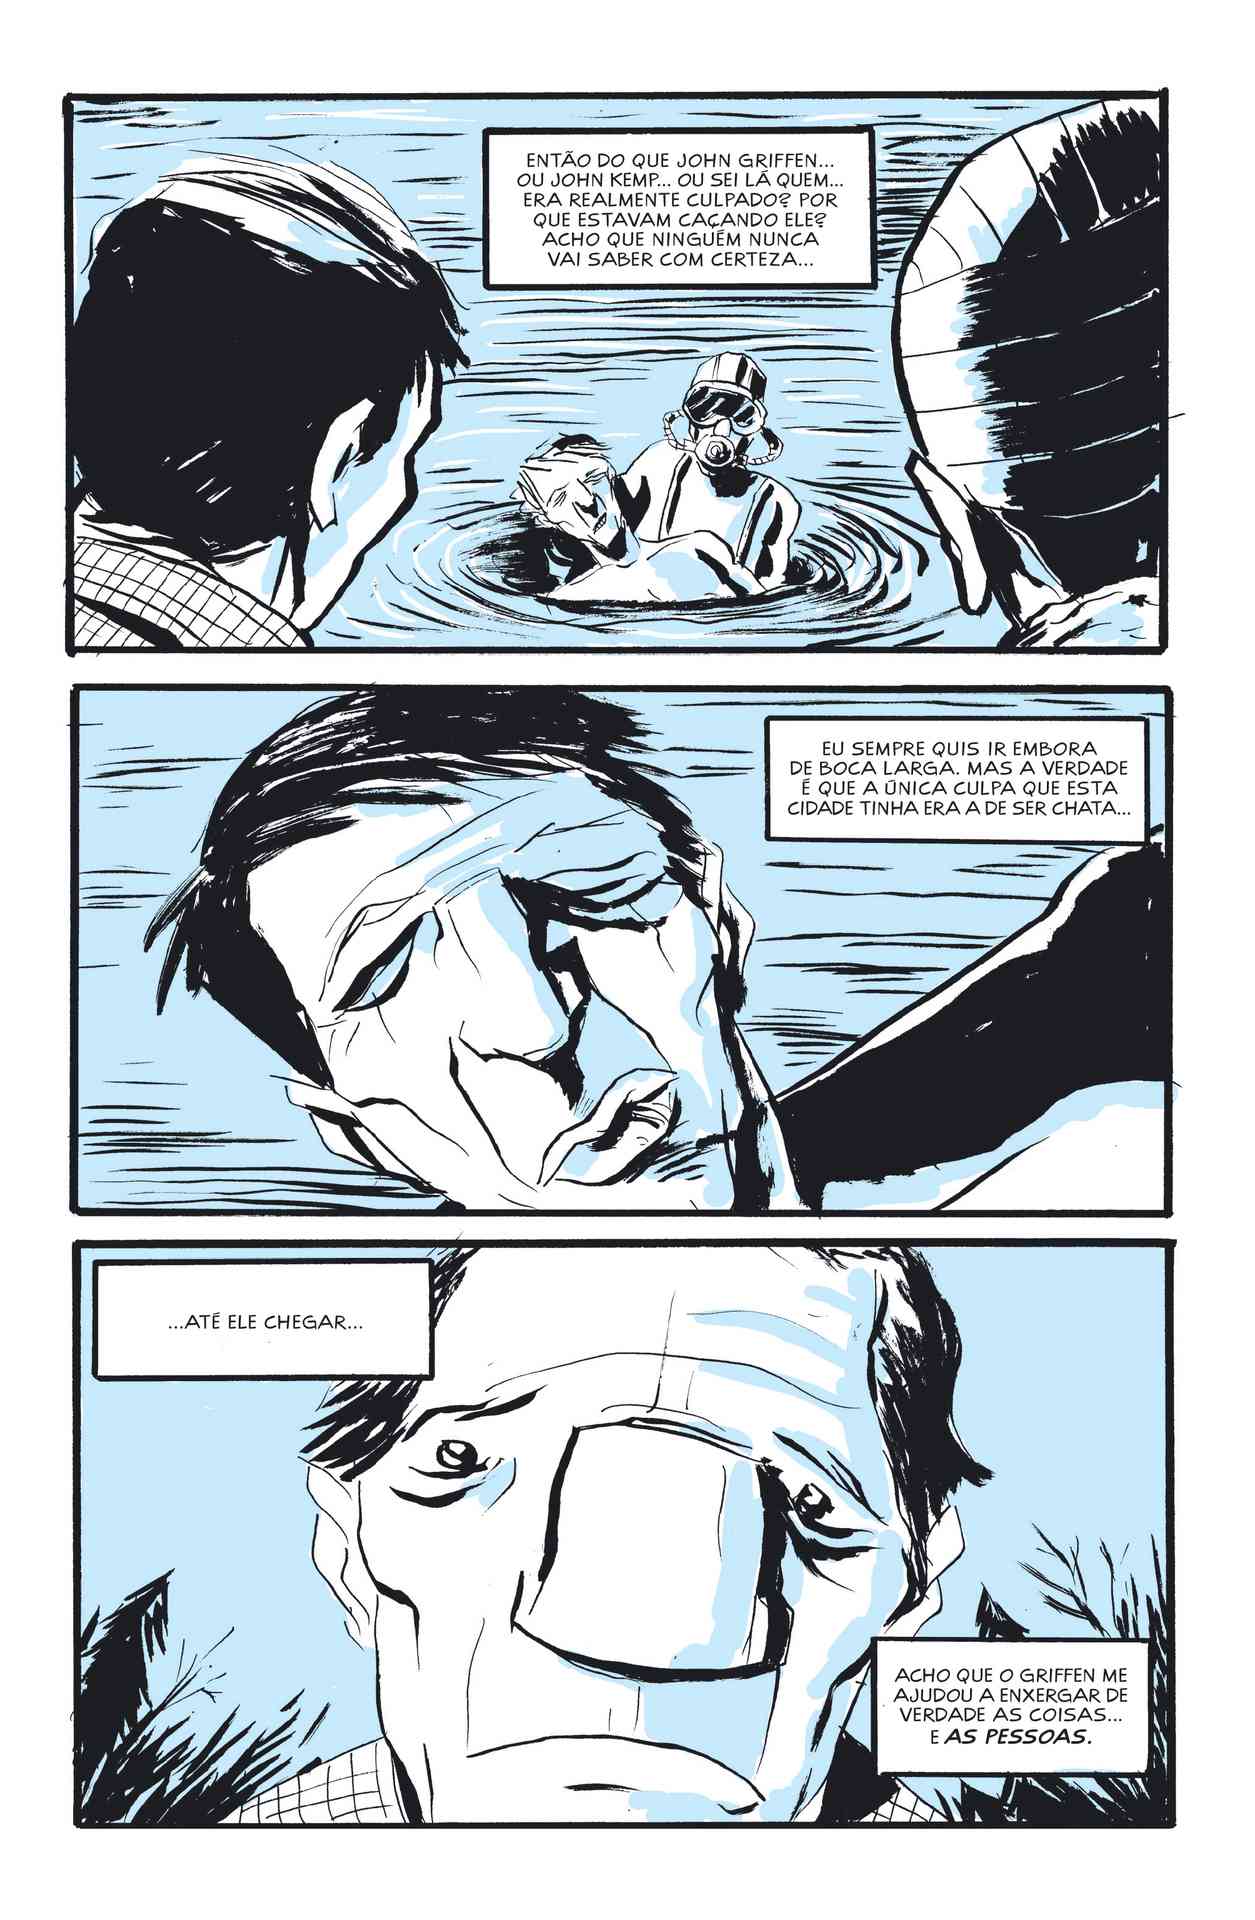 ENTÃO DO QUE JOHN GRIFFEN...
OU JOHN KEMP... OU SEI LÁ QUEM...
ERA REALMENTE CULPADO? POR
QUE ESTAVAM CAÇANDO ELE?
ACHO QUE NINGUÉM NUNCA
VAI SABER COM CERTEZA...
EU SEMPRE QUIS IR EMBORA
DE BOCA LARGA. MAS A VERDADE
É QUE A ÚNICA CULPA QUE ESTA
CIDADE TINHA ERA A DE SER CHATA...
...ATÉ ELE CHEGAR...
ACHO QUE O GRIFFEN ME
AJUDOU A ENXERGAR DE
VERDADE AS COISAS...
E AS PESSOAS.